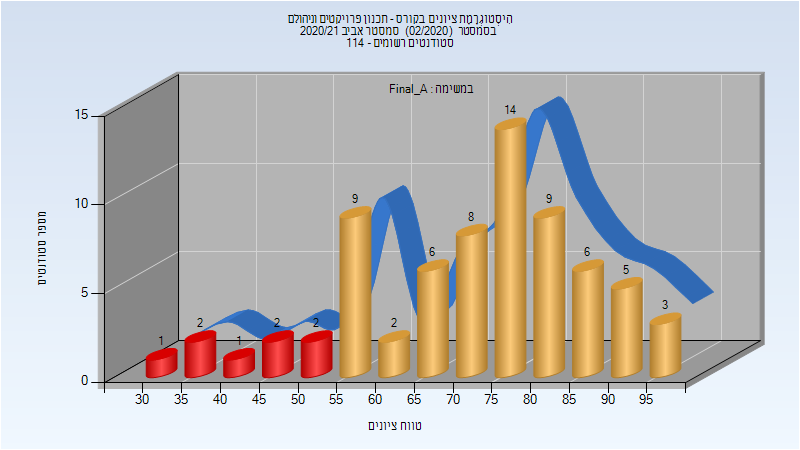 היסטוגרמת ציונים בקורס - תכנון פרויקטים וניהולם
בסמסטר (02/2020) סמסטר אביב 2020/21
סטודנטים רשומים - 114
במשימה : Final_A
מספר סטודנטים
15
10
5
0
1
2
1
2
2
9
2
6
8
14
9
6
5
3
30 35 40 45 50 55 60 65 70 75 80 85 90 95
טווח ציונים